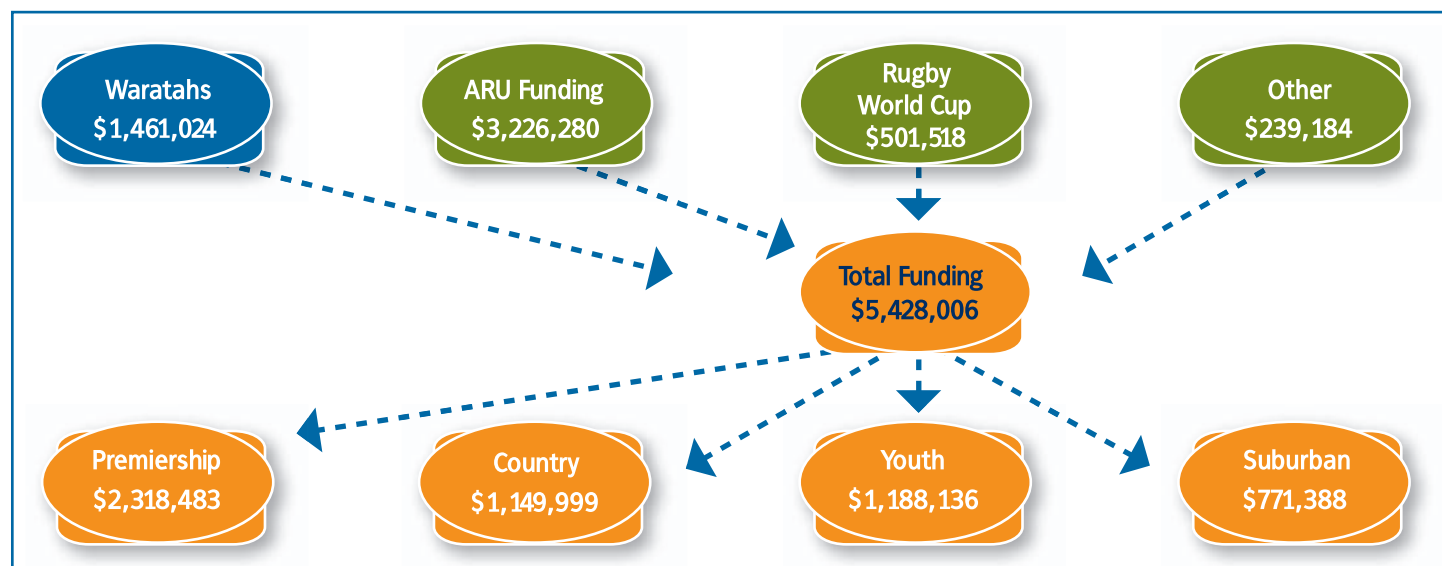 Waratahs
$1,461,024
ARU Funding
$3,226,280
Rugby
World Cup
$501,518
Other
$239,184
Total Funding
$5,428,006
Premiership
$2,318,483
Country
$1,149,999
Youth
$1,188,136
Suburban
$771,388